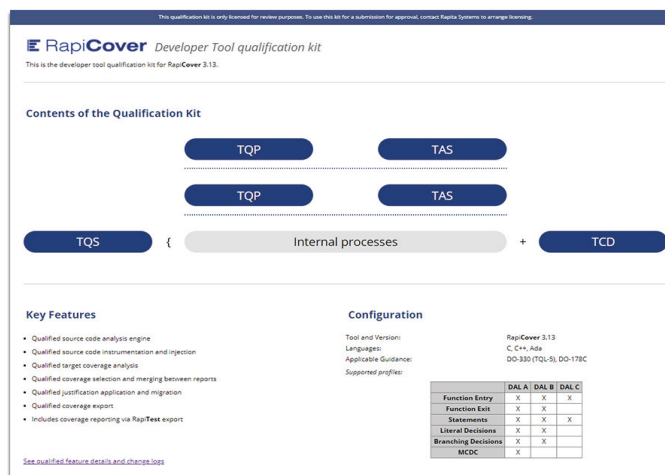 This qualification kit is only licensed for review purposes. To use this kit for a submission for approval, contact Rapita Systems to arrange licensing.
RapiCover Developer Tool qualification kit
This is the developer tool qualification kit for RapiCover 3.13.
Contents of the Qualification Kit
TQP TAS
TQP TAS
TQS { Internal processes + TCD
Key Features
• Qualified source code analysis engine
• Qualified source code instrumentation and injection
• Qualified target coverage analysis
• Qualified coverage selection and merging between reports
• Qualified justification application and migration
• Qualified coverage export
• Includes coverage reporting via RapiTest export
See qualified feature details and change logs
Configuration
Tool and Version: RapiCover 3.13
Languages: C, C++, Ada
Applicable Guidance: DO-330 (TQL-5), DO-178C
Supported profiles:
DAL A DAL B DAL C
Function Entry X X X
Function Exit X X
Statements X X X
Literal Decisions X X
Branching Decisions X X
MCDC X